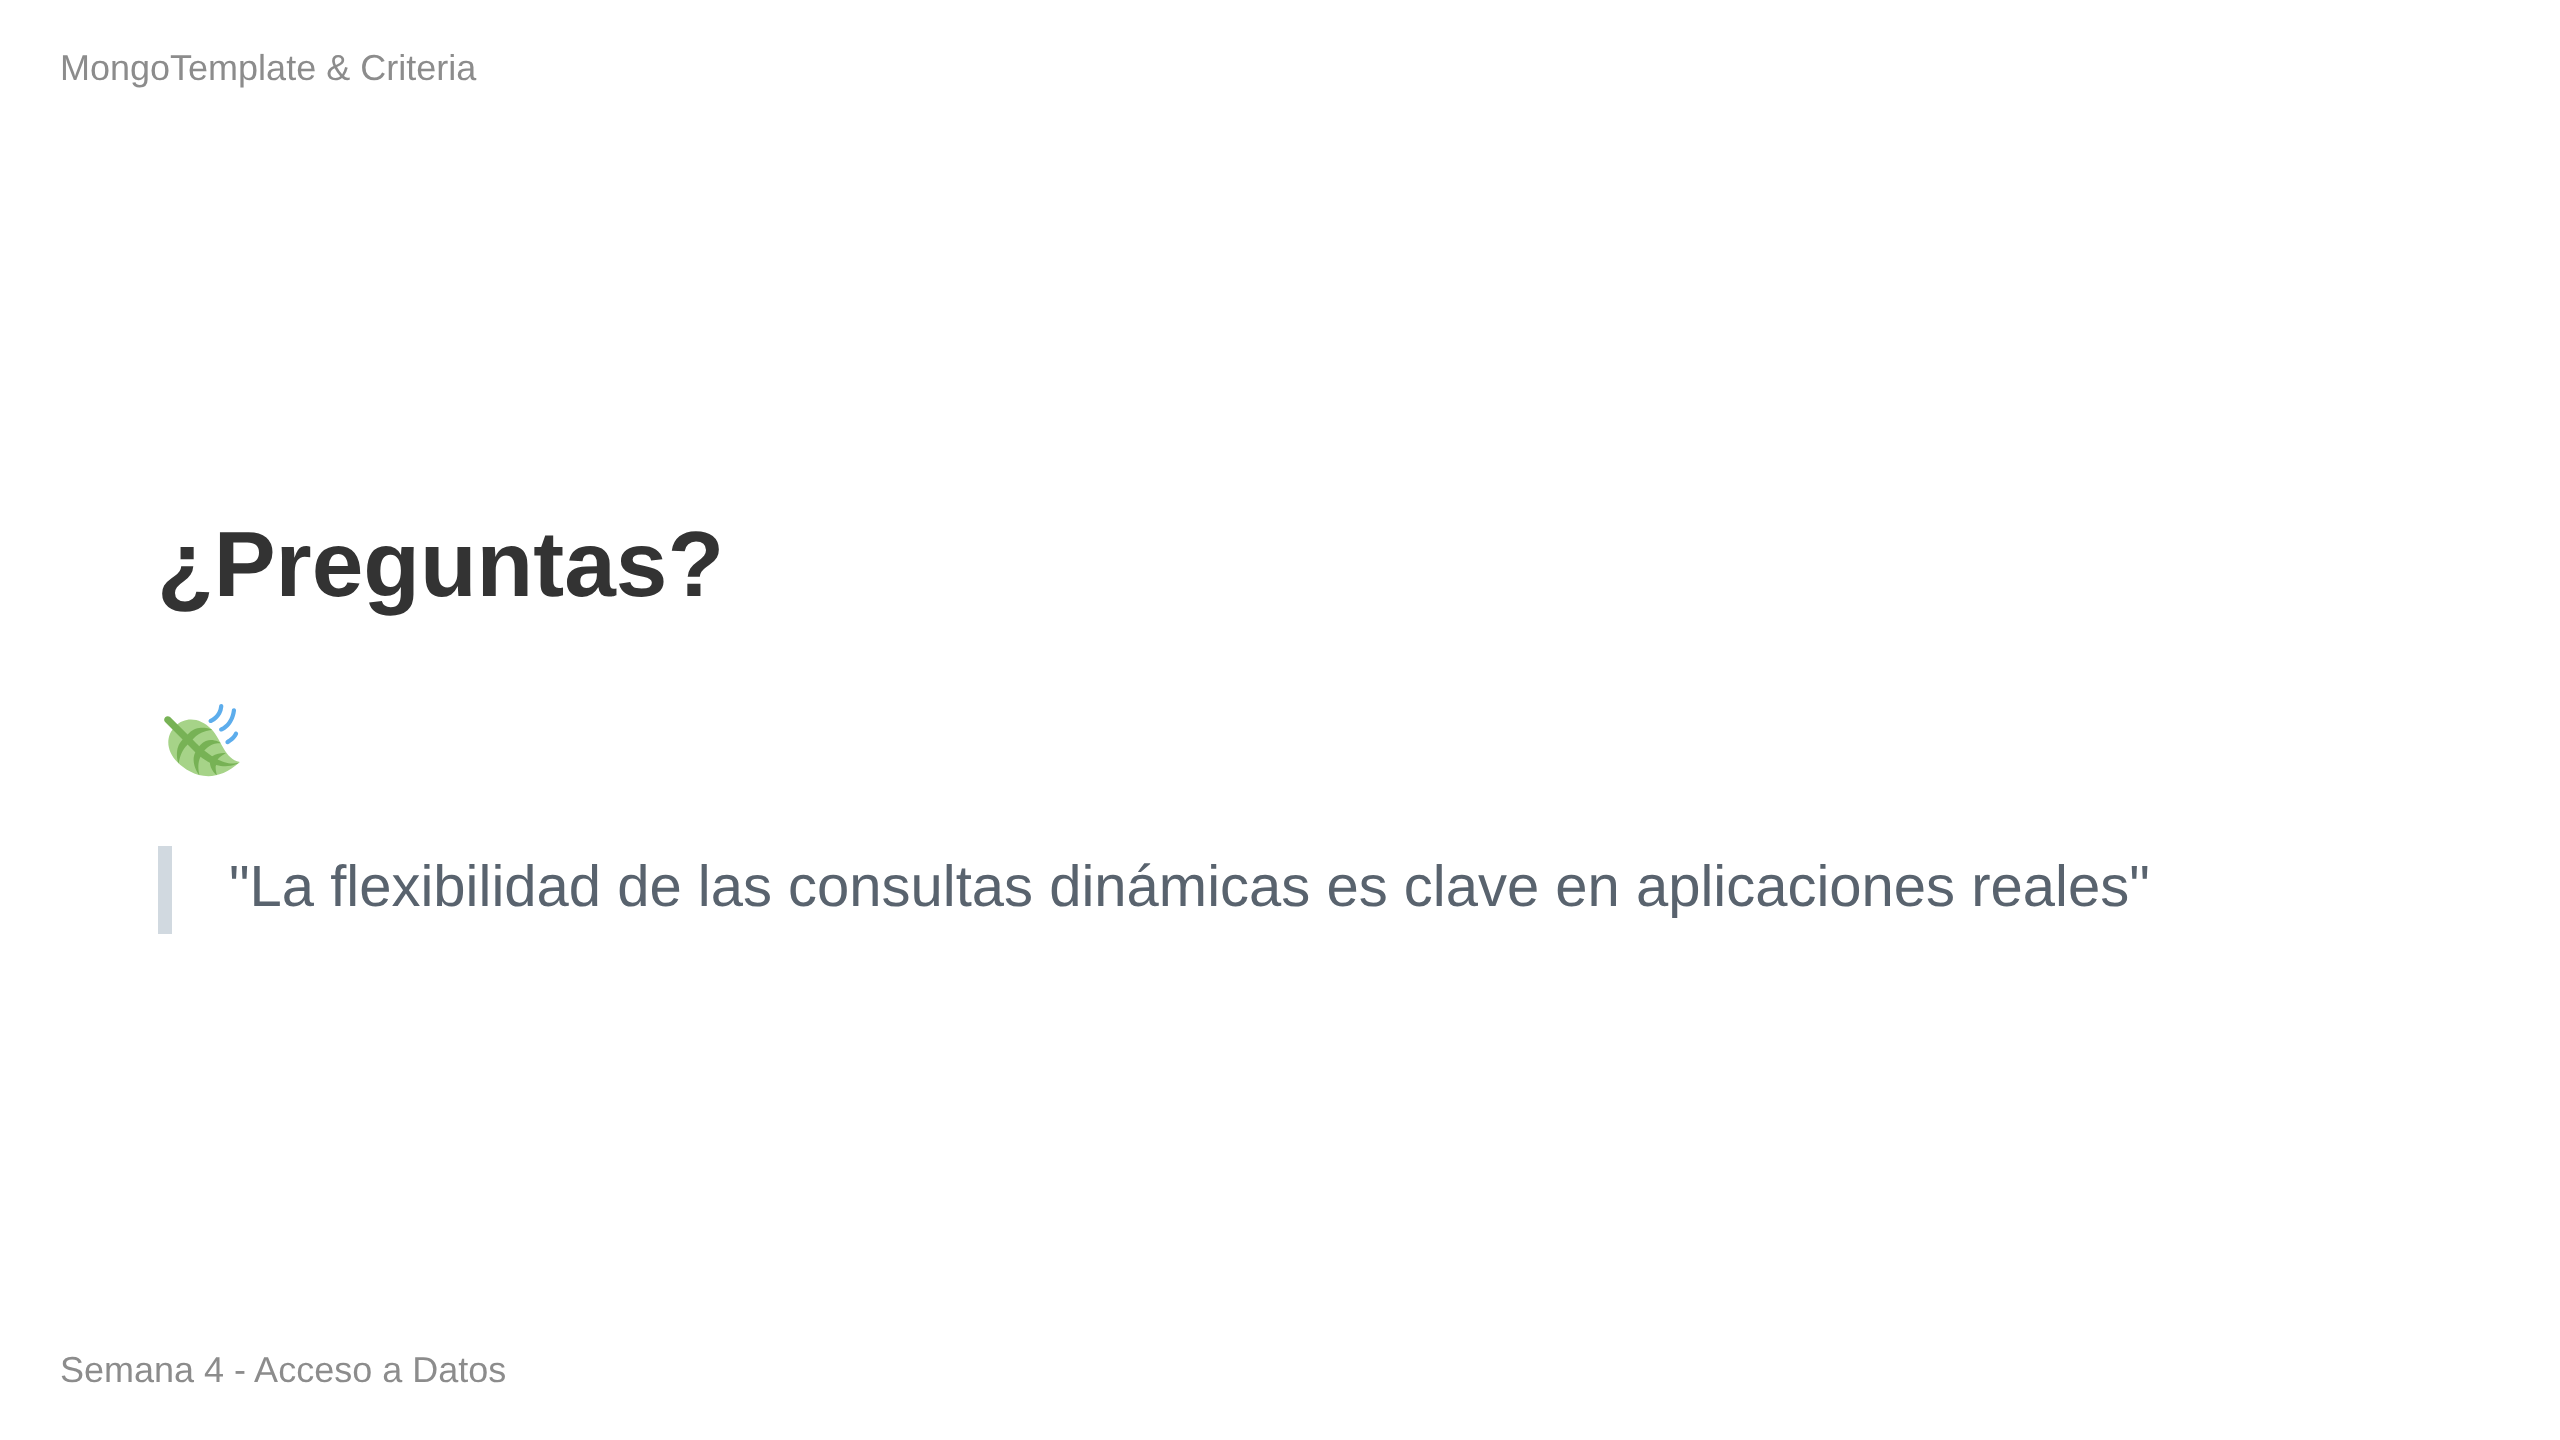 MongoTemplate & Criteria
¿Preguntas?
"La flexibilidad de las consultas dinámicas es clave en aplicaciones reales"
Semana 4 - Acceso a Datos